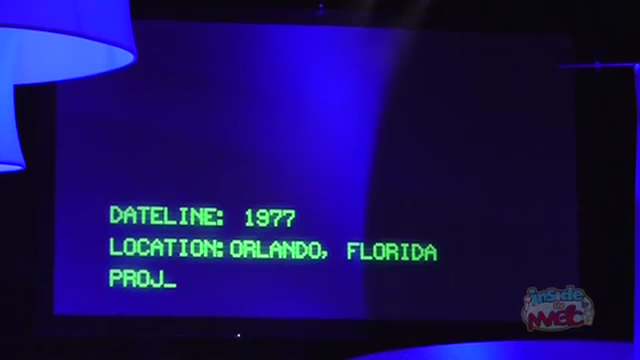 DATELINE: 1977
LOCATION: ORLANDO, FLORIDA
PROJ_
inside
the
MAGIC